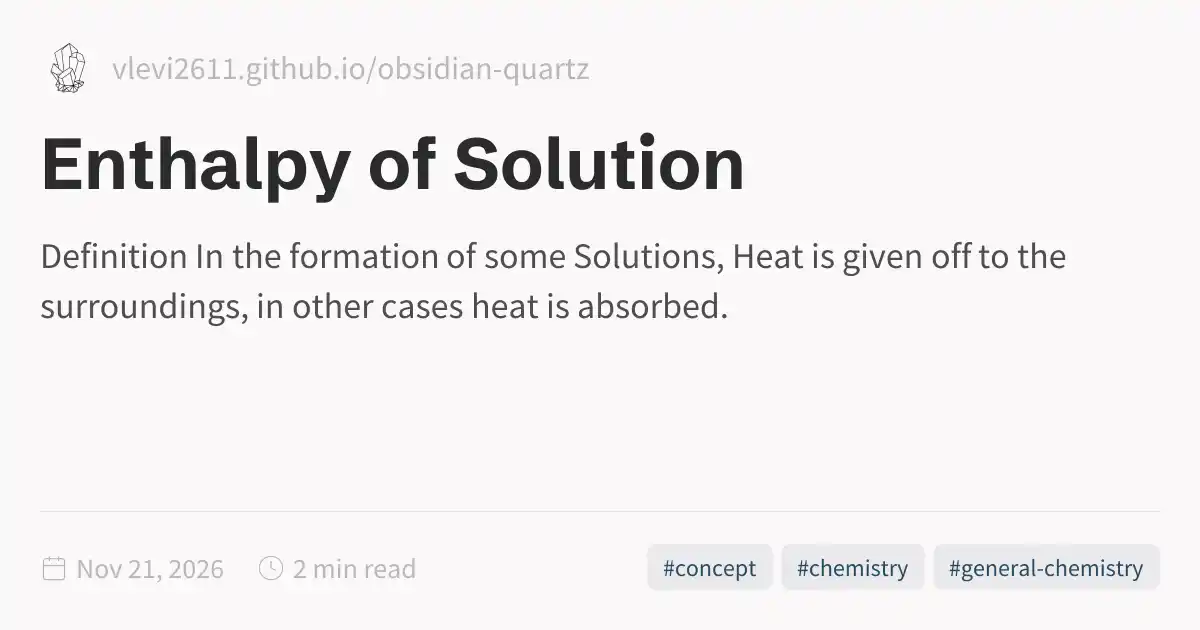 vlevi2611.github.io/obsidian-quartz
Enthalpy of Solution
Definition In the formation of some Solutions, Heat is given off to the
surroundings, in other cases heat is absorbed.
Nov 21, 2026 2 min read #concept #chemistry #general-chemistry